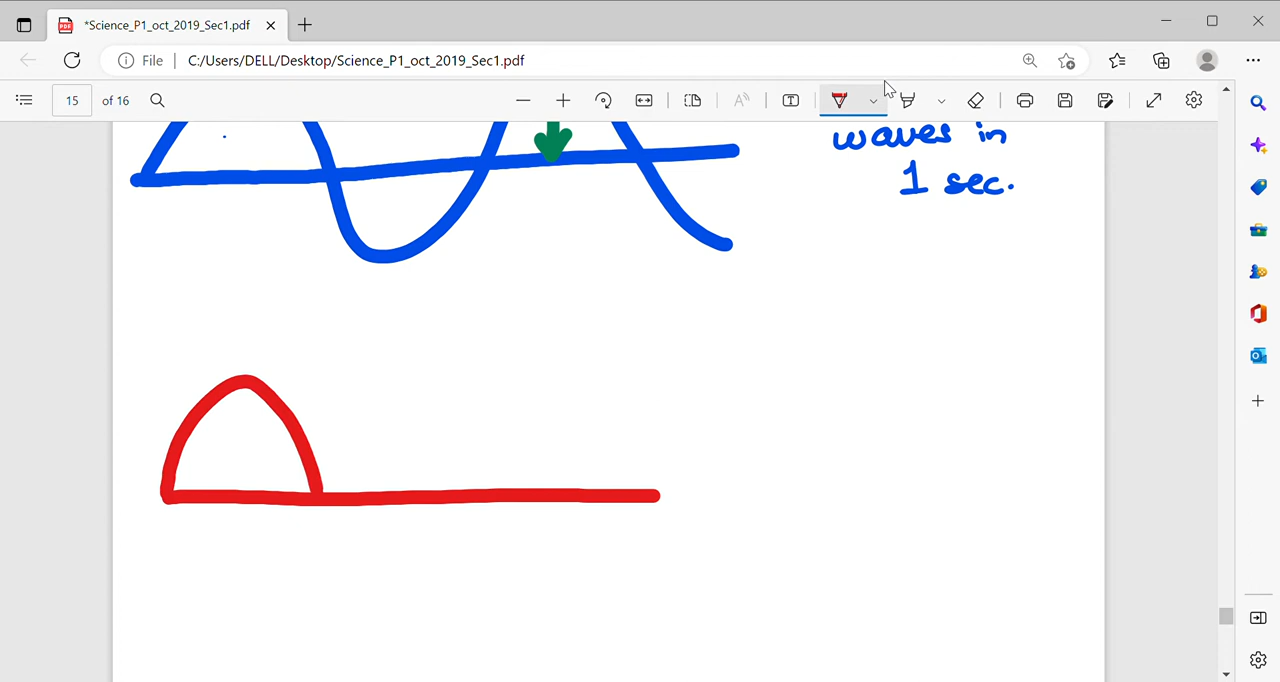 *Science_P1_oct_2019_Sec1.pdf
File
C:/Users/DELL/Desktop/Science_P1_oct_2019_Sec1.pdf
15 of 16
waves in
1 sec.